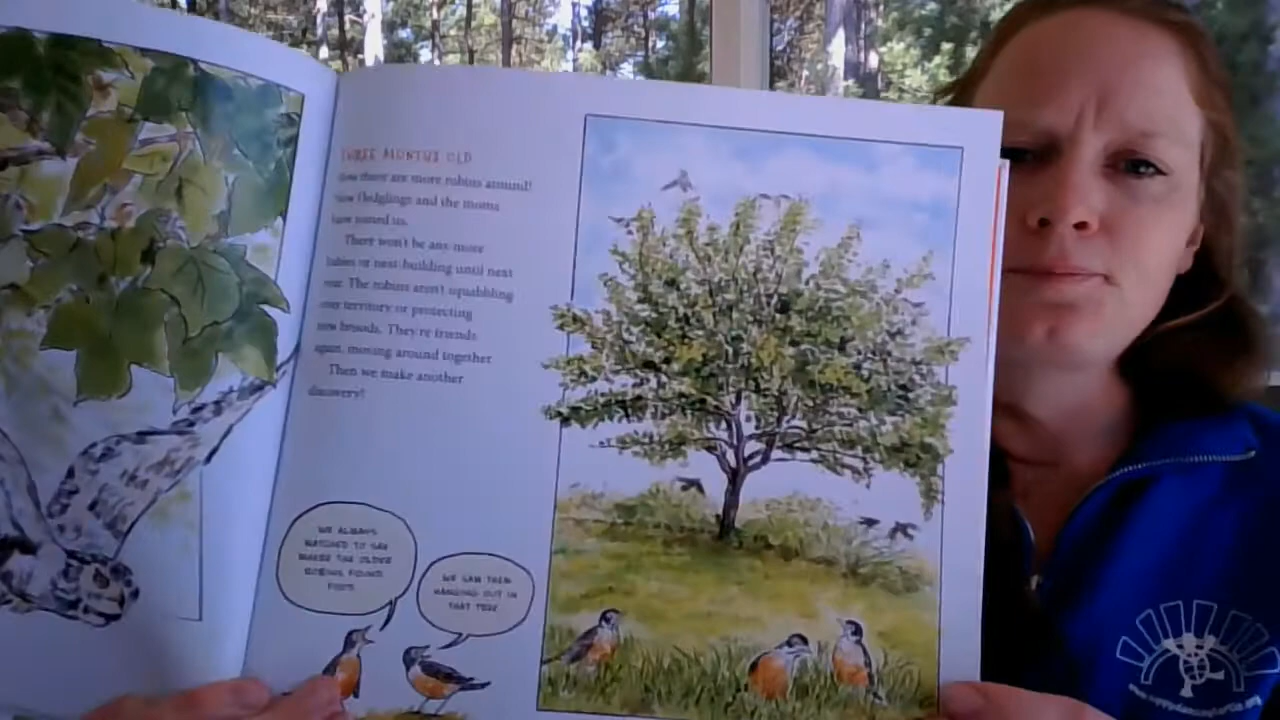 THREE MONTHS OLD
Now there are more robins around!
New fledglings and the moms
have joined us.
There won't be any more
babies or nest-building until next
year. The robins aren't squabbling
over territory or protecting
new broods. They're friends
again, moving around together
Then we make another
discovery!
WE ALWAYS
WATCHED TO SEE
WHERE THE OLDER
ROBINS FOUND
FOOD.
WE SAW THEM
HANGING OUT IN
THAT TREE